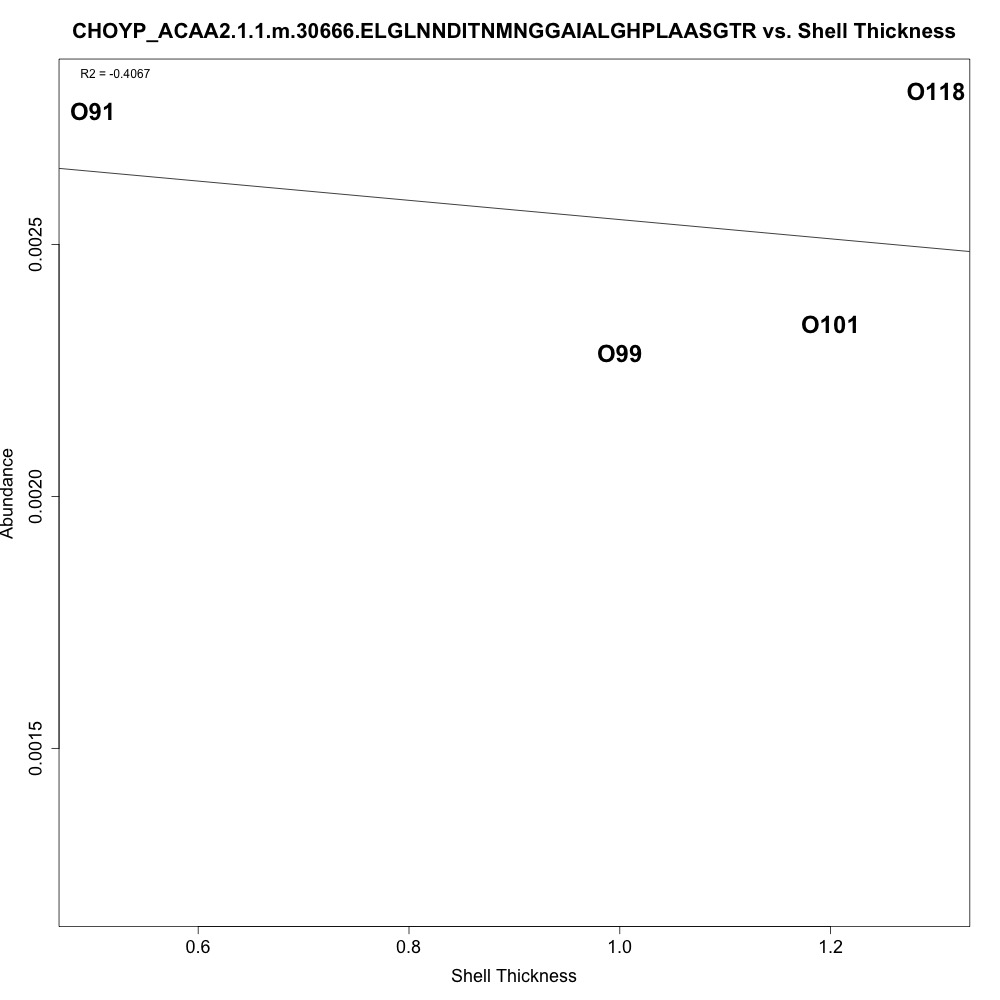 CHOYP_ACAA2.1.1.m.30666.ELGLNNDITNMNGGAIALGHPLAASGTR vs. Shell Thickness
R2 = -0.4067
O118
O91
0.0025
O101
O99
Abundance
0.0020
0.0015
0.6 0.8 1.0 1.2
Shell Thickness